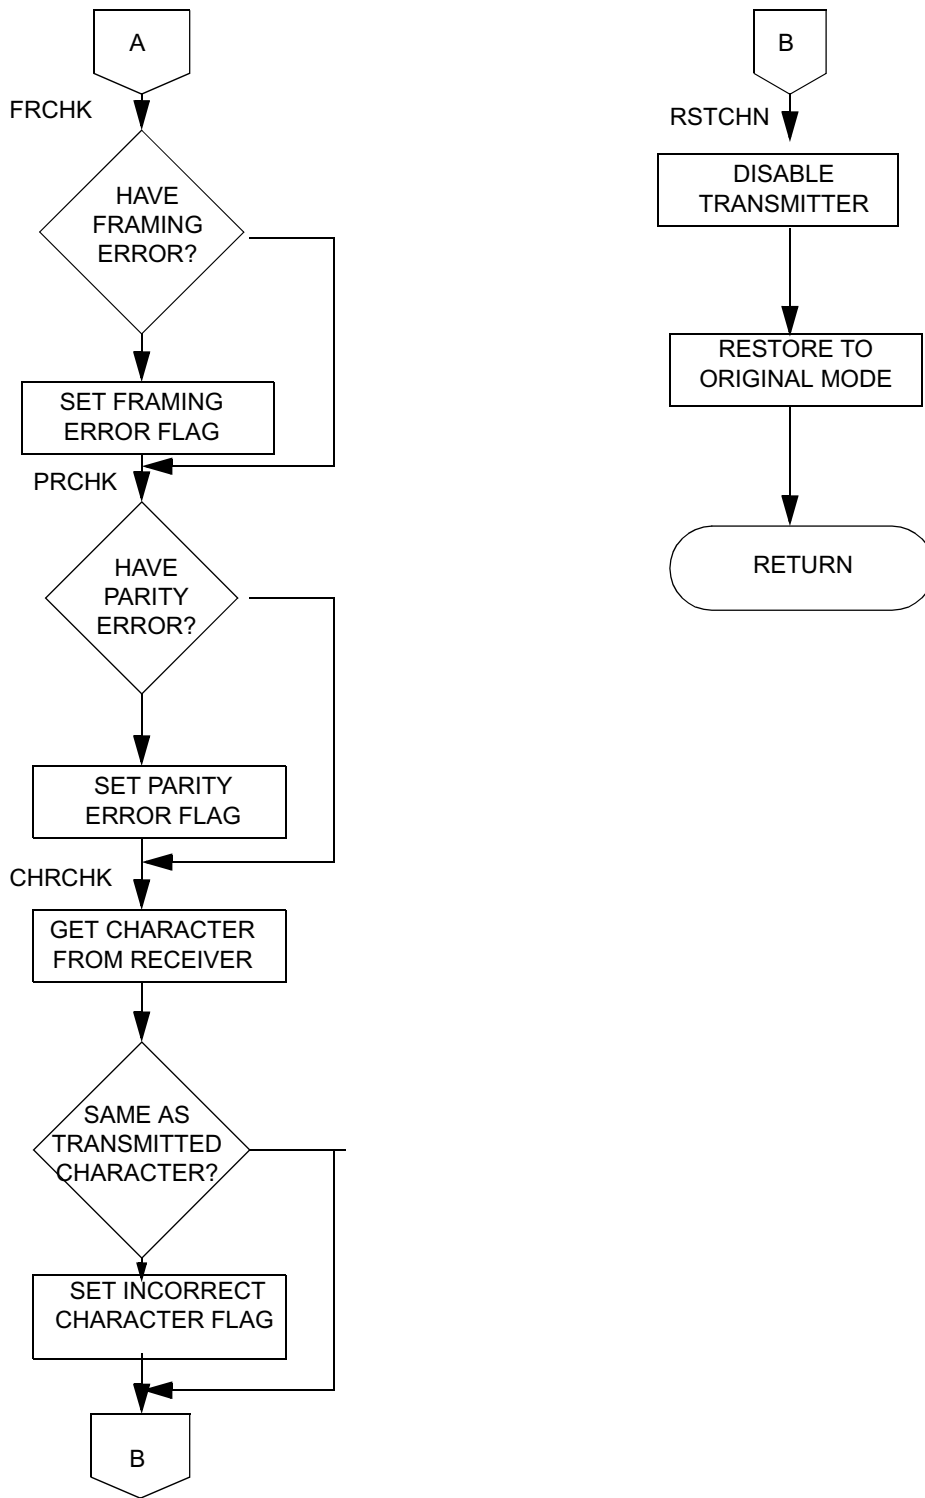 A
FRCHK
HAVE
FRAMING
ERROR?
SET FRAMING
ERROR FLAG
PRCHK
HAVE
PARITY
ERROR?
SET PARITY
ERROR FLAG
CHRCHK
GET CHARACTER
FROM RECEIVER
SAME AS
TRANSMITTED
CHARACTER?
SET INCORRECT
CHARACTER FLAG
B
B
RSTCHN
DISABLE
TRANSMITTER
RESTORE TO
ORIGINAL MODE
RETURN